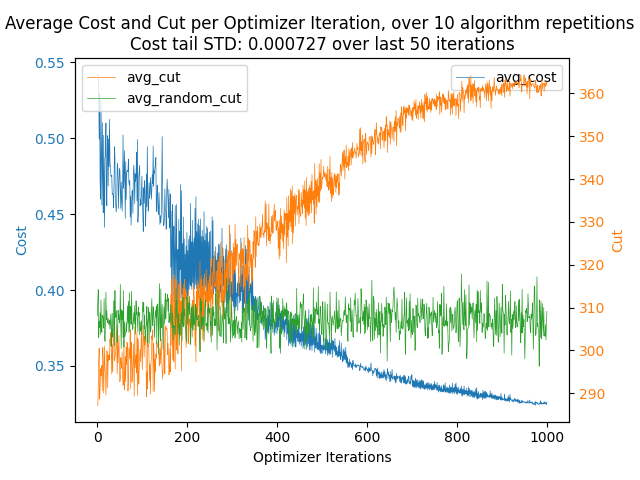 Average Cost and Cut per Optimizer Iteration, over 10 algorithm repetitions
Cost tail STD: 0.000727 over last 50 iterations
avg_cut
avg_random_cut
avg_cost
0.55
0.50
0.45
0.40
0.35
Cost
360
350
340
330
320
310
300
290
Cut
0 200 400 600 800 1000
Optimizer Iterations